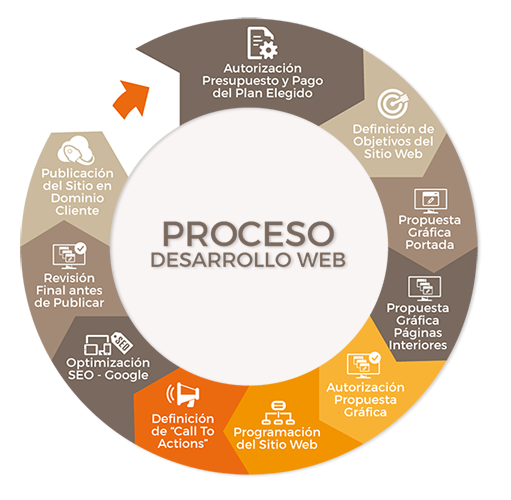 Autorización
Presupuesto y Pago
del Plan Elegido
Definición de
Objetivos del
Sitio Web
Propuesta
Gráfica
Portada
Propuesta
Gráfica
Páginas
Interiores
Autorización
Propuesta
Gráfica
Programación
del Sitio Web
Definición
de "Call To
Actions"
SEO
Optimización
SEO - Google
Revisión
Final antes
de Publicar
Publicación
del Sitio en
Dominio
Cliente
PROCESO
DESARROLLO WEB